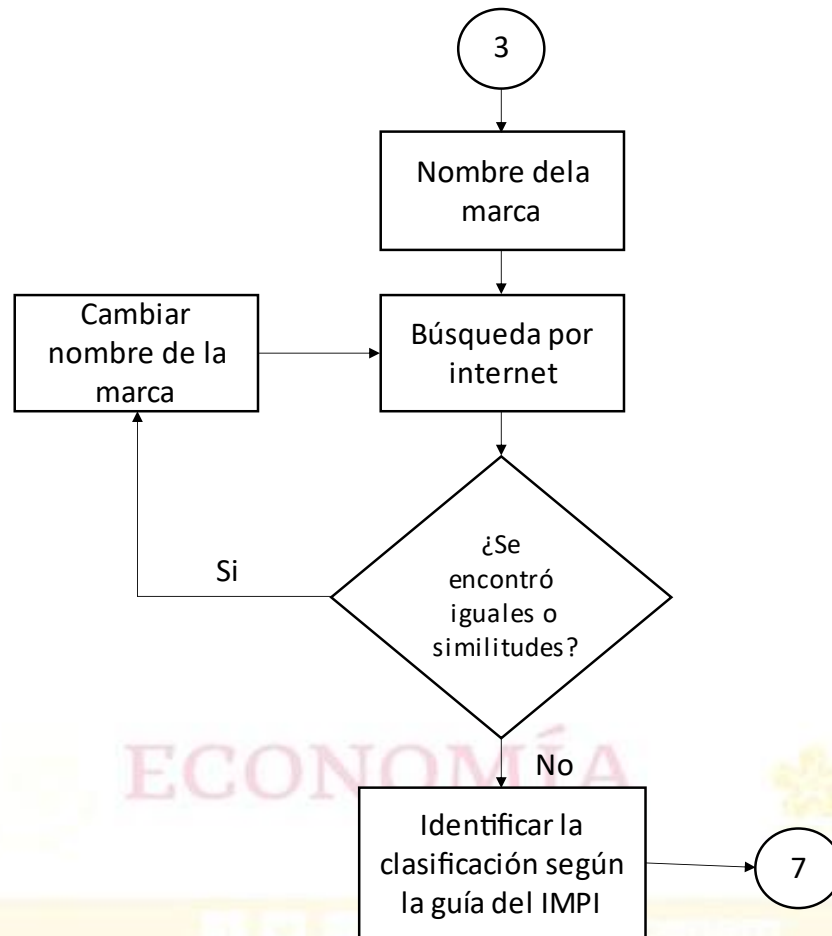 3
Nombre dela
marca
Cambiar
nombre de la
marca
Búsqueda por
internet
¿Se
encontró
iguales o
similitudes?
Si
No
ECONOMÍA
Identificar la
clasificación según
la guía del IMPI
7